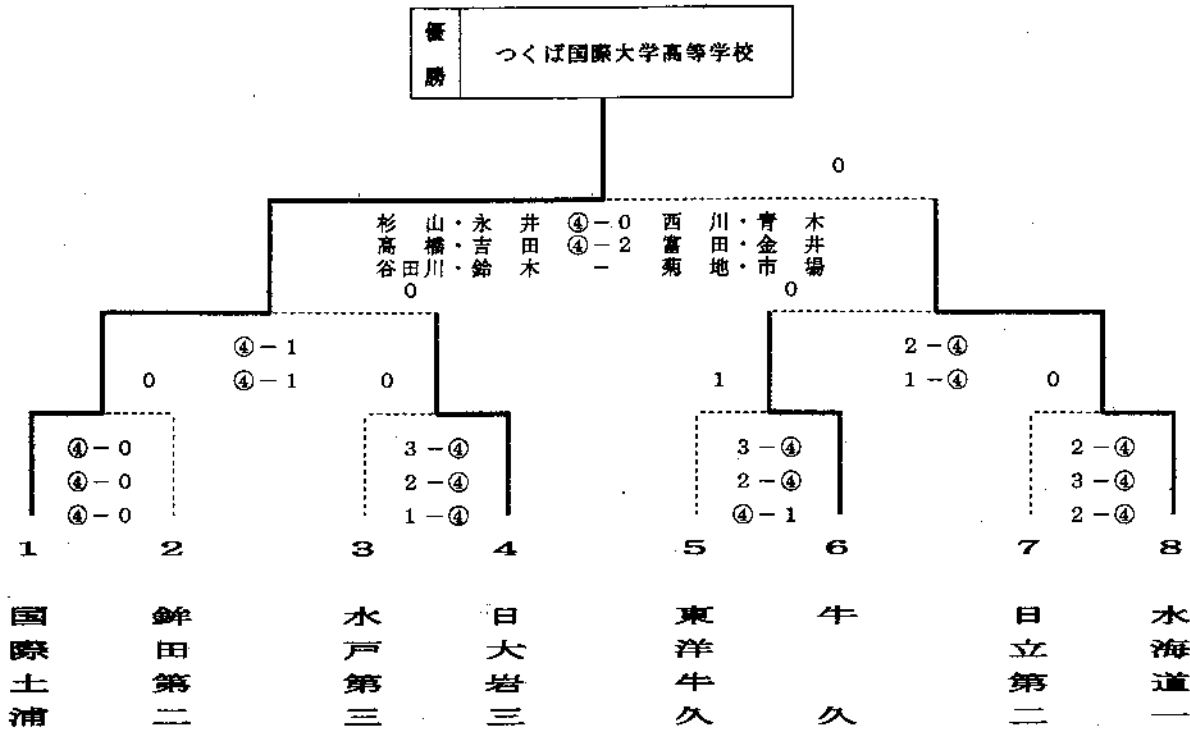 優勝
つくば国際大学高等学校
0
杉山・永井 ④-0 西川・青木
高橋・吉田 ④-2 富田・金井
谷田川・鈴木 - 菊地・市場
0 0
④-1 2-④
0 ④-1 0 1 1-④ 0
④-0 3-④ 3-④ 2-④
④-0 2-④ 2-④ 3-④
④-0 1-④ ④-1 2-④
1 2 3 4 5 6 7 8
国際土浦
鉾田第二
水戸第三
日大岩三
東洋牛久
牛久
日立第二
水海道一